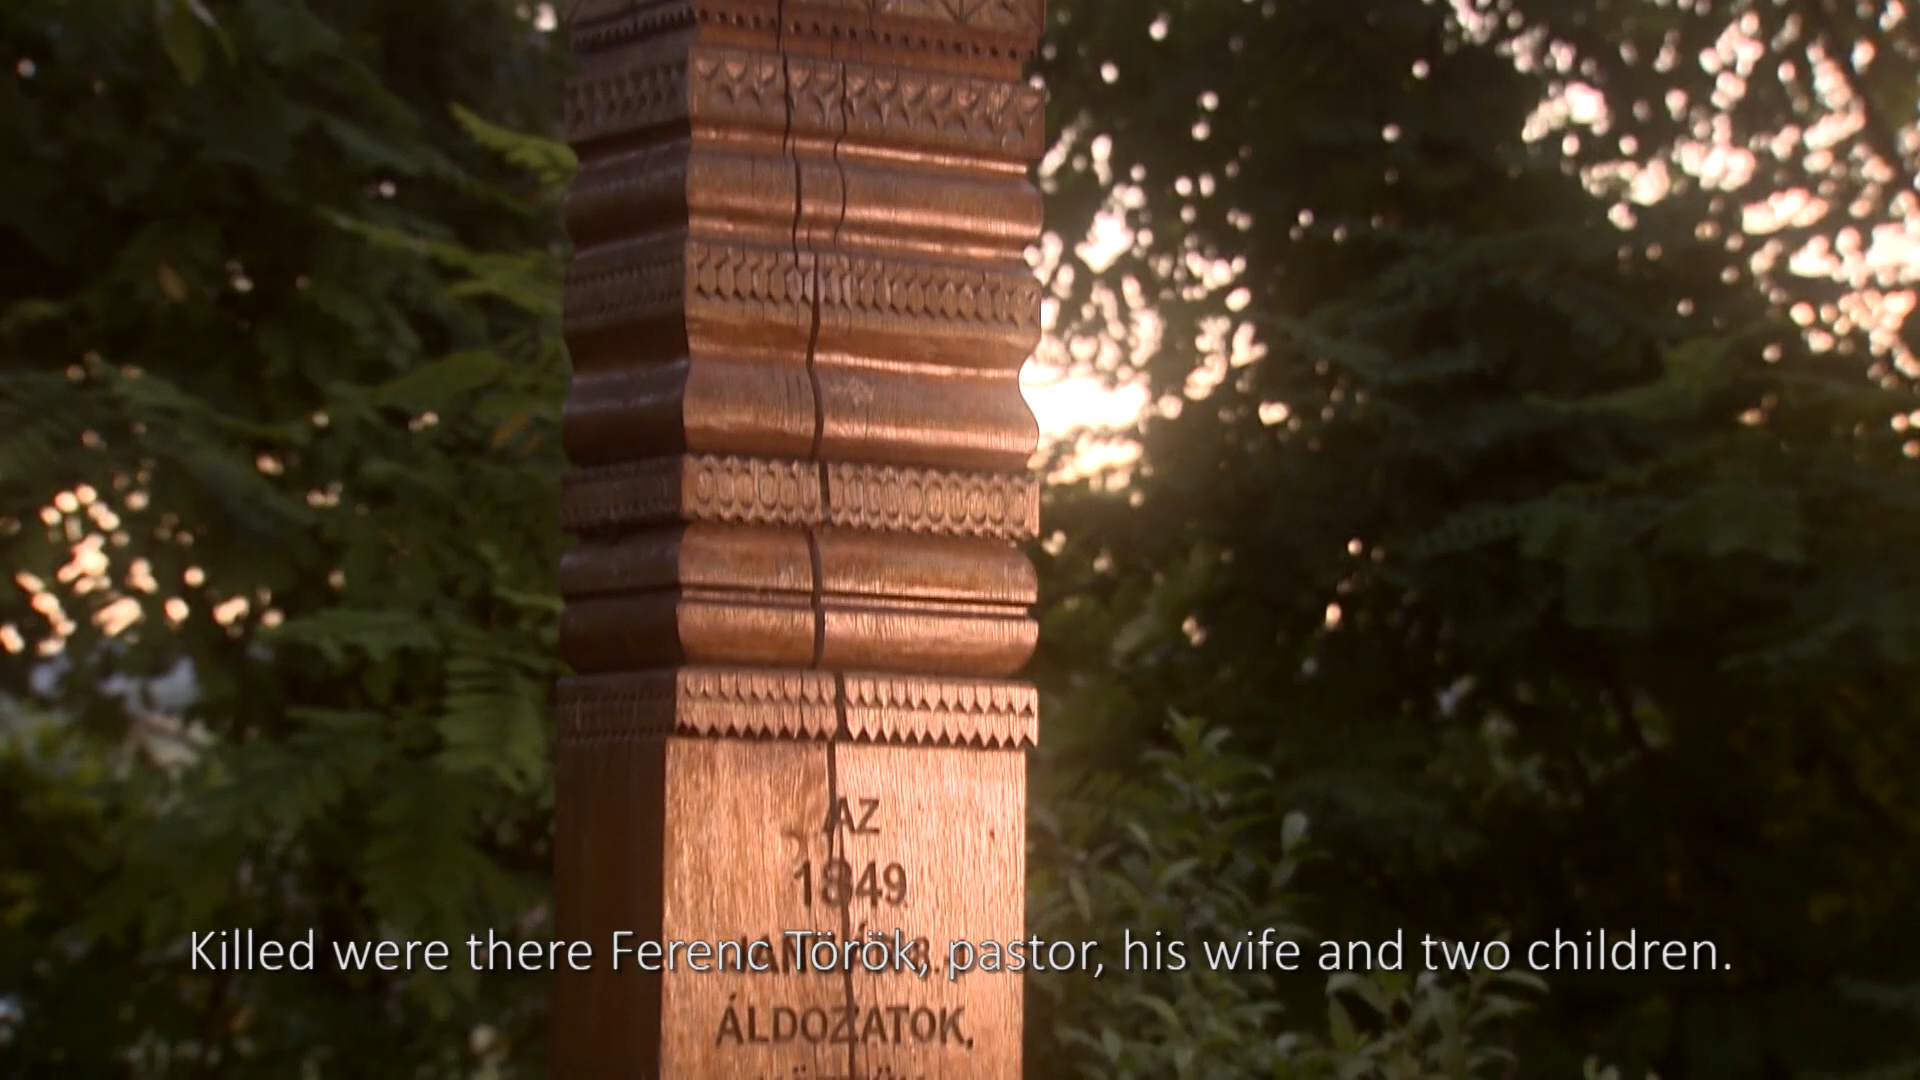 AZ
1849
Killed were there Ferenc Török, pastor, his wife and two children.
ÁLDOZATOK,